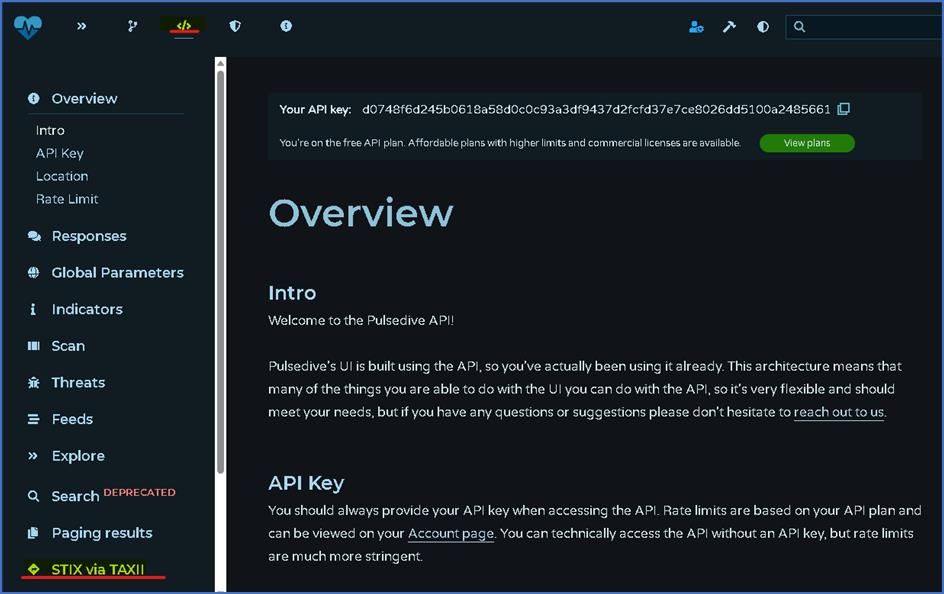 </>
Overview
Intro
API Key
Location
Rate Limit
Responses
Global Parameters
Indicators
Scan
Threats
Feeds
Explore
Search DEPRECATED
Paging results
STIX via TAXII
Your API key: d0748f6d245b0618a58d0c0c93a3df9437d2fcfd37e7ce8026dd5100a2485661
You're on the free API plan. Affordable plans with higher limits and commercial licenses are available. View plans
Overview
Intro
Welcome to the Pulsedive API!
Pulsedive's UI is built using the API, so you've actually been using it already. This architecture means that
many of the things you are able to do with the UI you can do with the API, so it's very flexible and should
meet your needs, but if you have any questions or suggestions please don't hesitate to reach out to us.
API Key
You should always provide your API key when accessing the API. Rate limits are based on your API plan and
can be viewed on your Account page. You can technically access the API without an API key, but rate limits
are much more stringent.